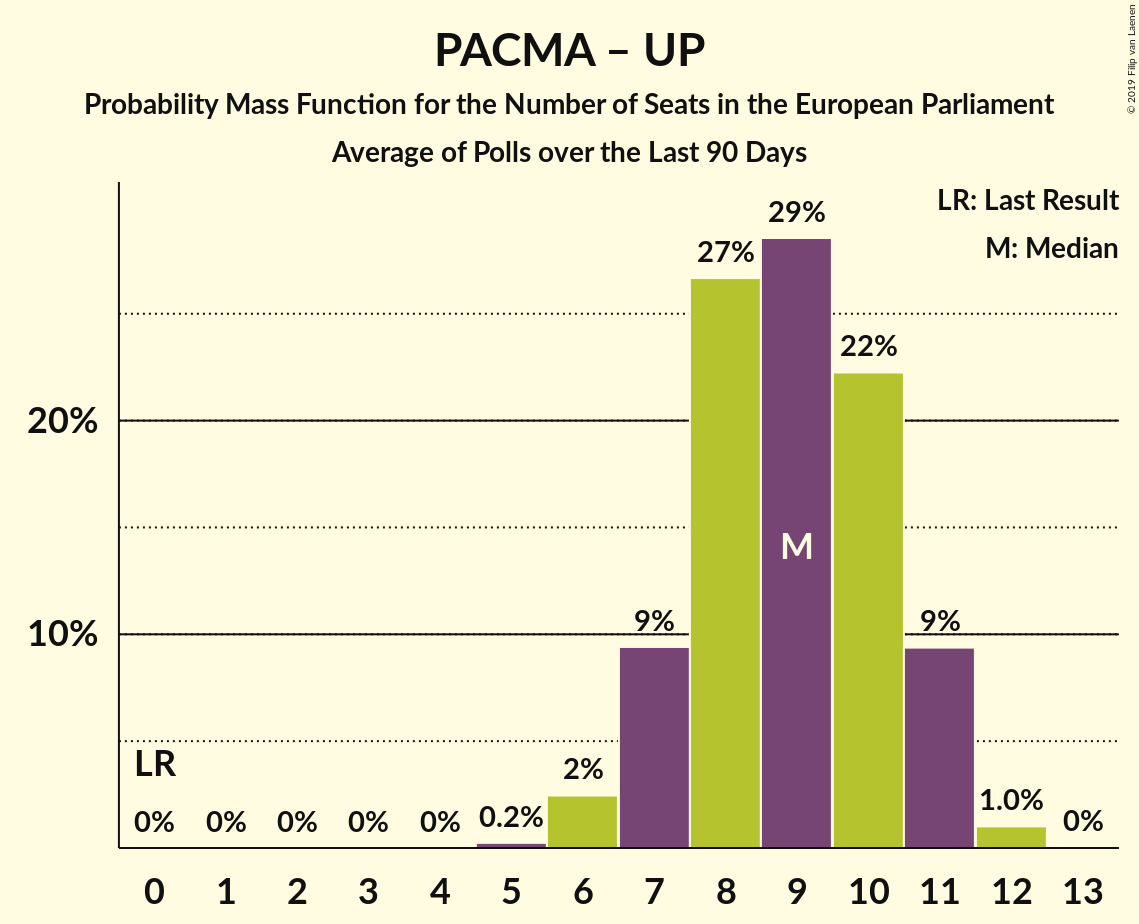 PACMA – UP
Probability Mass Function for the Number of Seats in the European Parliament
Average of Polls over the Last 90 Days
© 2019 Filip van Laenen
LR: Last Result
M: Median
20%
10%
LR
0%
0%
0%
0%
0%
0.2%
2%
9%
27%
29%
M
22%
9%
1.0%
0%
0 1 2 3 4 5 6 7 8 9 10 11 12 13